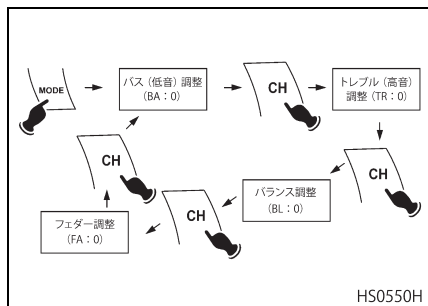 MODE
バス（低音）調整
（BA：0）
CH
トレブル（高音）
調整（TR：0）
CH
バランス調整
（BL：0）
CH
フェダー調整
（FA：0）
CH
HS0550H